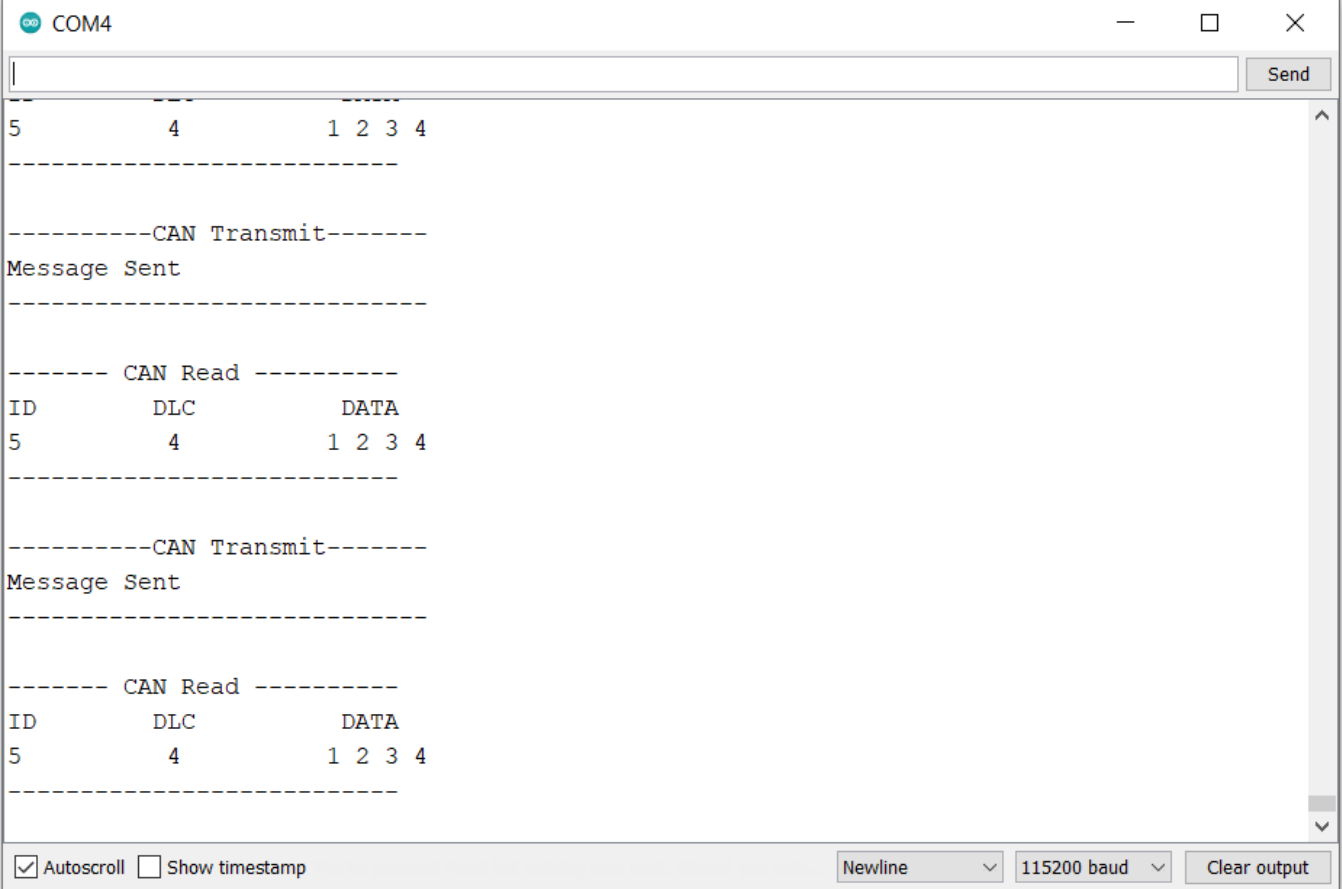 COM4
Send
5 4 1 2 3 4
---------------------------
----------CAN Transmit-------
Message Sent
-----------------------------
------- CAN Read ----------
ID DLC DATA
5 4 1 2 3 4
---------------------------
----------CAN Transmit-------
Message Sent
-----------------------------
------- CAN Read ----------
ID DLC DATA
5 4 1 2 3 4
---------------------------
Autoscroll Show timestamp Newline 115200 baud Clear output